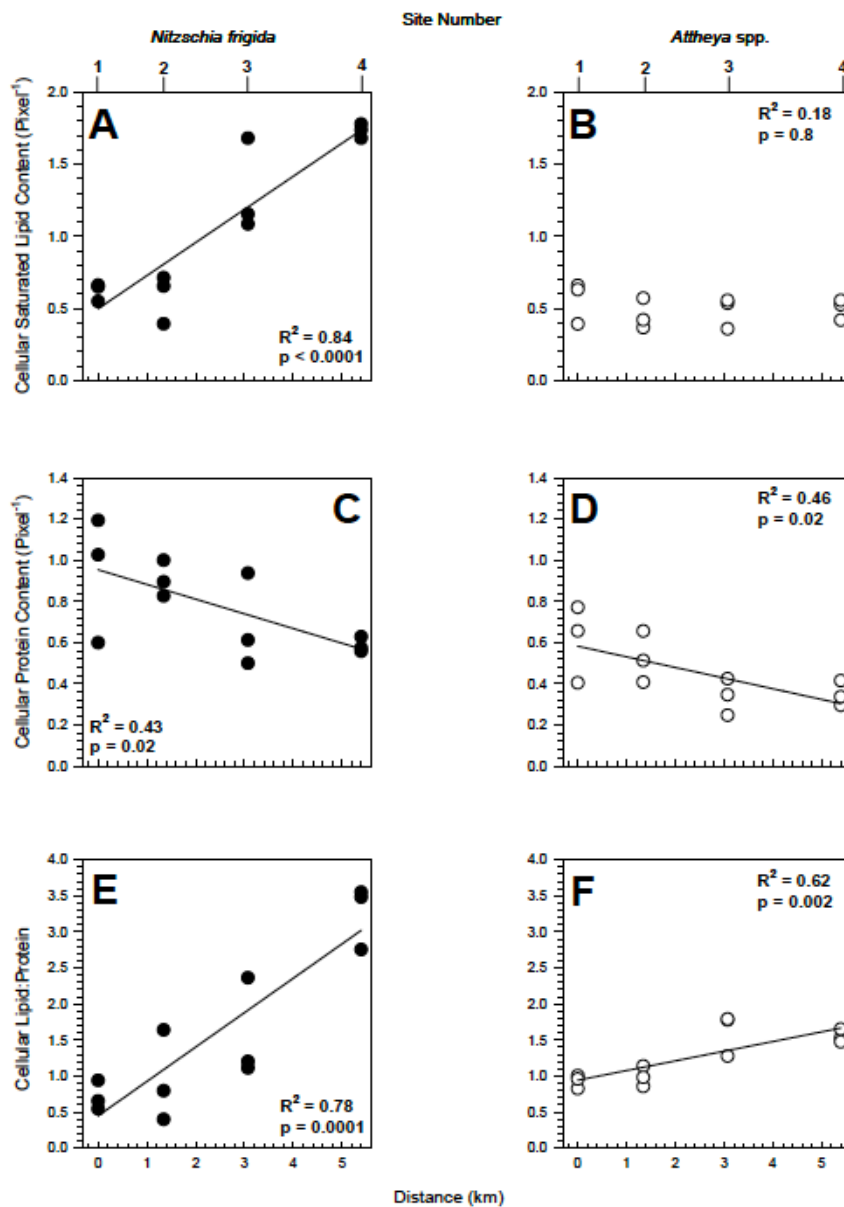 Site Number
Nitzschia frigida
Attheya spp.
1 2 3 4
1 2 3 4
Cellular Saturated Lipid Content (Pixel⁻¹)
2.0
1.5
1.0
0.5
0.0
A
R² = 0.84
p < 0.0001
2.0
1.5
1.0
0.5
0.0
B
R² = 0.18
p = 0.8
Cellular Protein Content (Pixel⁻¹)
1.4
1.2
1.0
0.8
0.6
0.4
0.2
0.0
C
R² = 0.43
p = 0.02
1.4
1.2
1.0
0.8
0.6
0.4
0.2
0.0
D
R² = 0.46
p = 0.02
Cellular Lipid:Protein
4.0
3.5
3.0
2.5
2.0
1.5
1.0
0.5
0.0
E
R² = 0.78
p = 0.0001
0 1 2 3 4 5
4.0
3.5
3.0
2.5
2.0
1.5
1.0
0.5
0.0
F
R² = 0.62
p = 0.002
0 1 2 3 4 5
Distance (km)